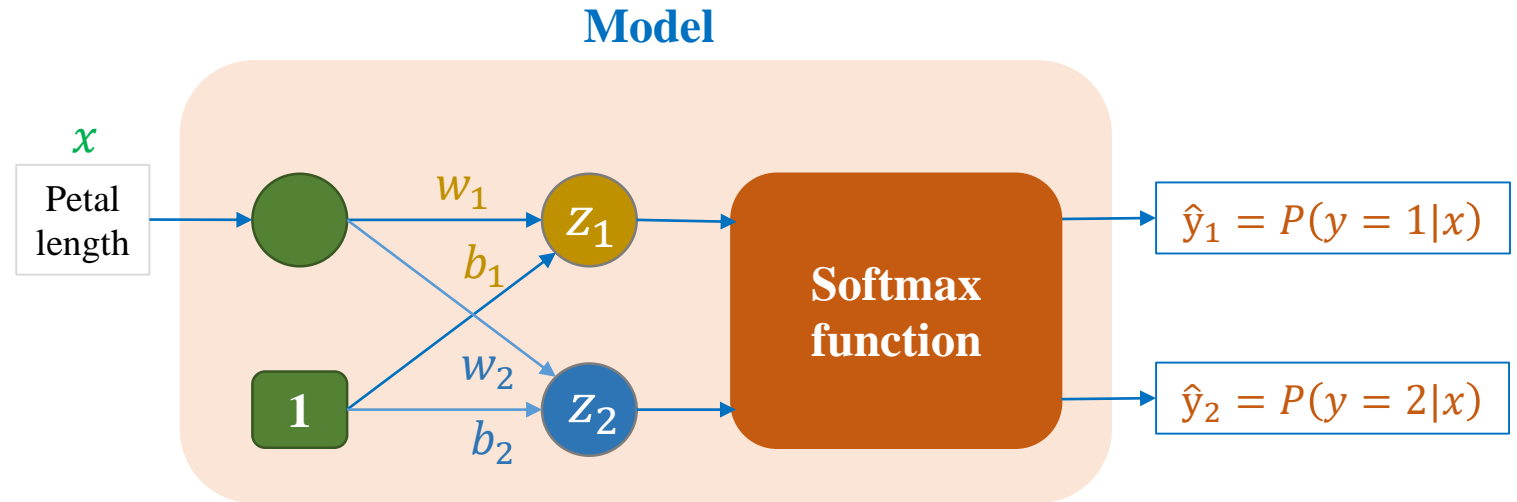 Model
x
Petal
length
w₁
z₁
b₁
Softmax
function
w₂
1
z₂
b₂
ŷ₁ = P(y = 1|x)
ŷ₂ = P(y = 2|x)